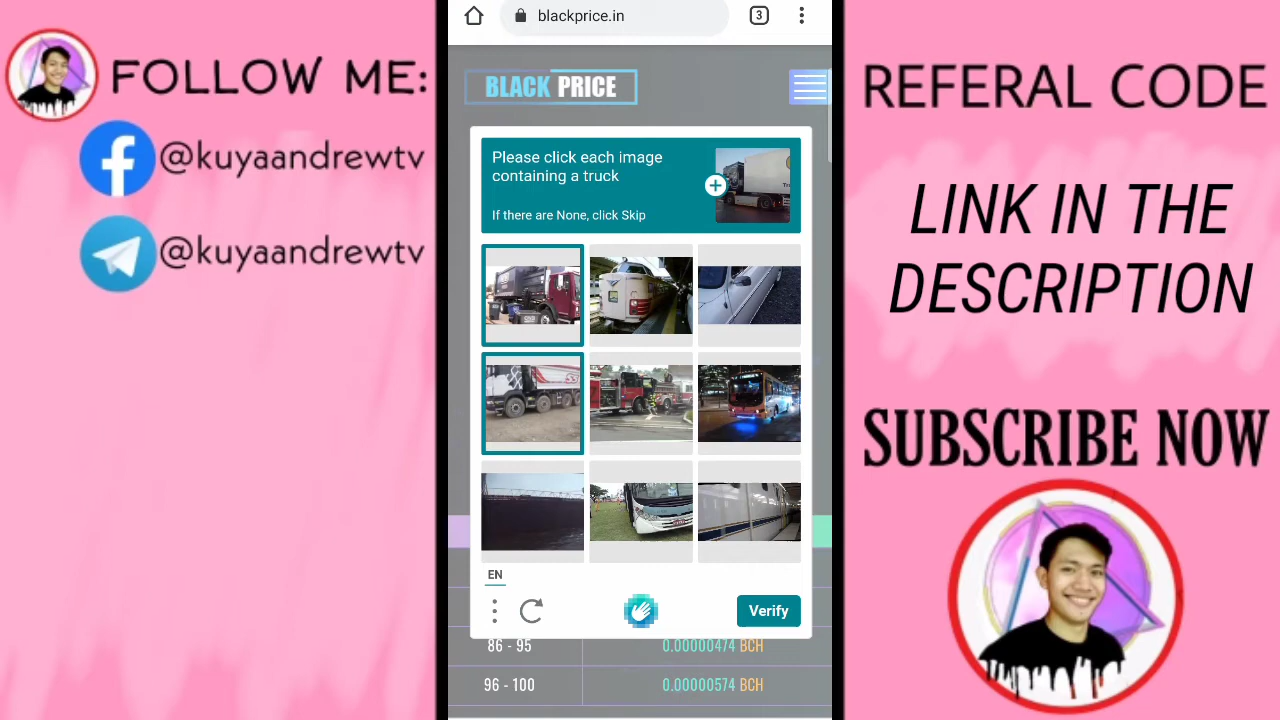 FOLLOW ME:
@kuyaandrewtv
@kuyaandrewtv
blackprice.in
3
BLACK PRICE
Please click each image
containing a truck
If there are None, click Skip
EN
Verify
86 - 95 0.00000474 BCH
96 - 100 0.00000574 BCH
REFERAL CODE
LINK IN THE
DESCRIPTION
SUBSCRIBE NOW